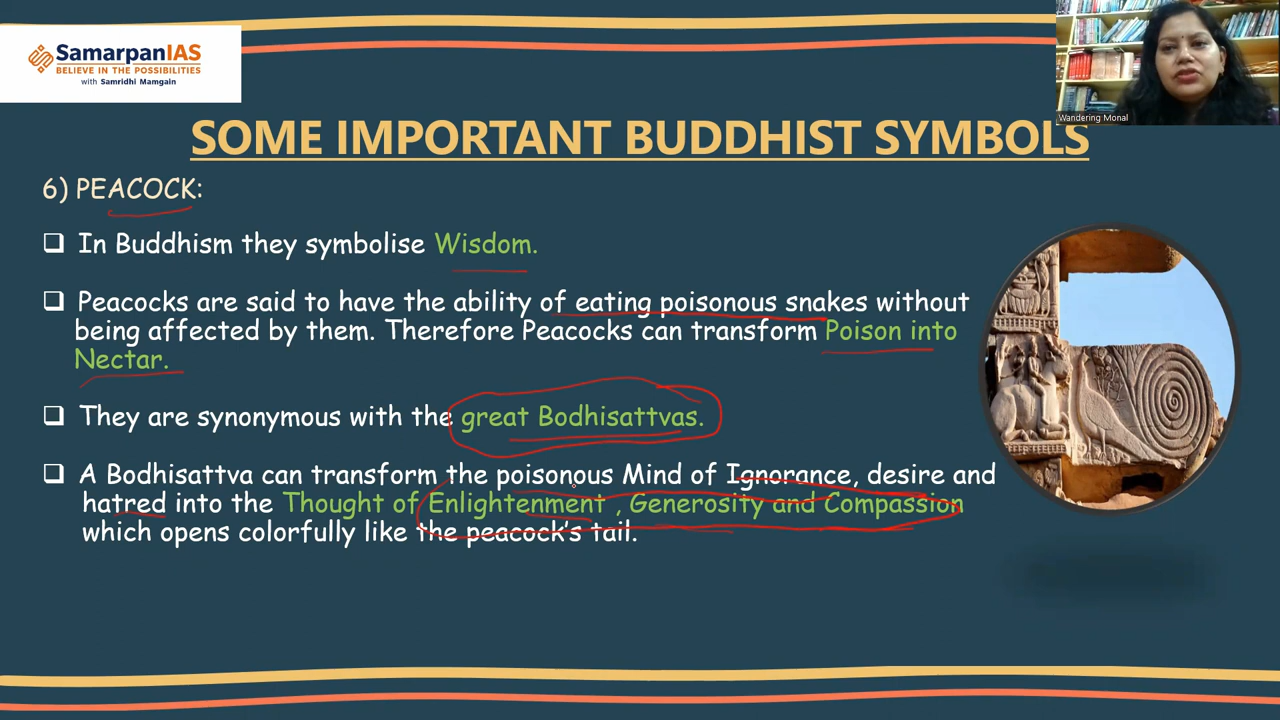 SamarpanIAS
BELIEVE IN THE POSSIBILITIES
with Samridhi Mamgain
Wandering Monal
SOME IMPORTANT BUDDHIST SYMBOLS
6) PEACOCK:
In Buddhism they symbolise Wisdom.
Peacocks are said to have the ability of eating poisonous snakes without
being affected by them. Therefore Peacocks can transform Poison into
Nectar.
They are synonymous with the great Bodhisattvas.
A Bodhisattva can transform the poisonous Mind of Ignorance, desire and
hatred into the Thought of Enlightenment , Generosity and Compassion
which opens colorfully like the peacock's tail.